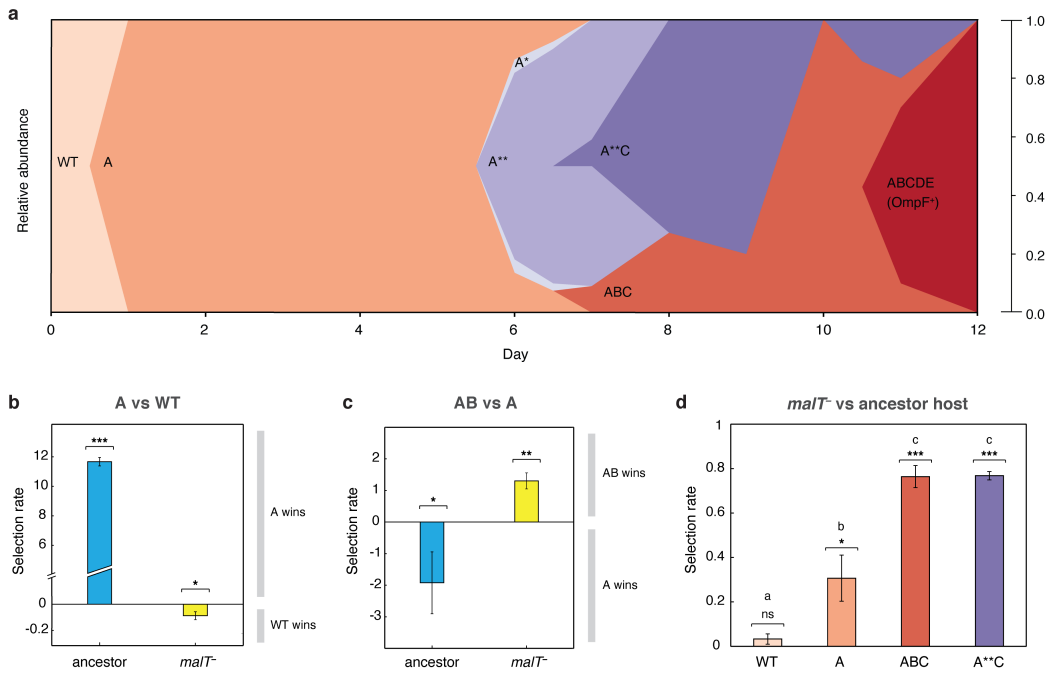 a
Relative abundance
WT
A
A*
A**
A**C
ABC
ABCDE
(OmpF⁺)
1.0
0.8
0.6
0.4
0.2
0.0
0 2 4 6 8 10 12
Day
b
A vs WT
Selection rate
12
10
8
6
0
-0.2
***
*
ancestor malT⁻
A wins
WT wins
c
AB vs A
Selection rate
2
1
0
-1
-2
-3
*
**
ancestor malT⁻
AB wins
A wins
d
malT⁻ vs ancestor host
Selection rate
1
0.8
0.6
0.4
0.2
0
a
ns
b
*
c
***
c
***
WT A ABC A**C